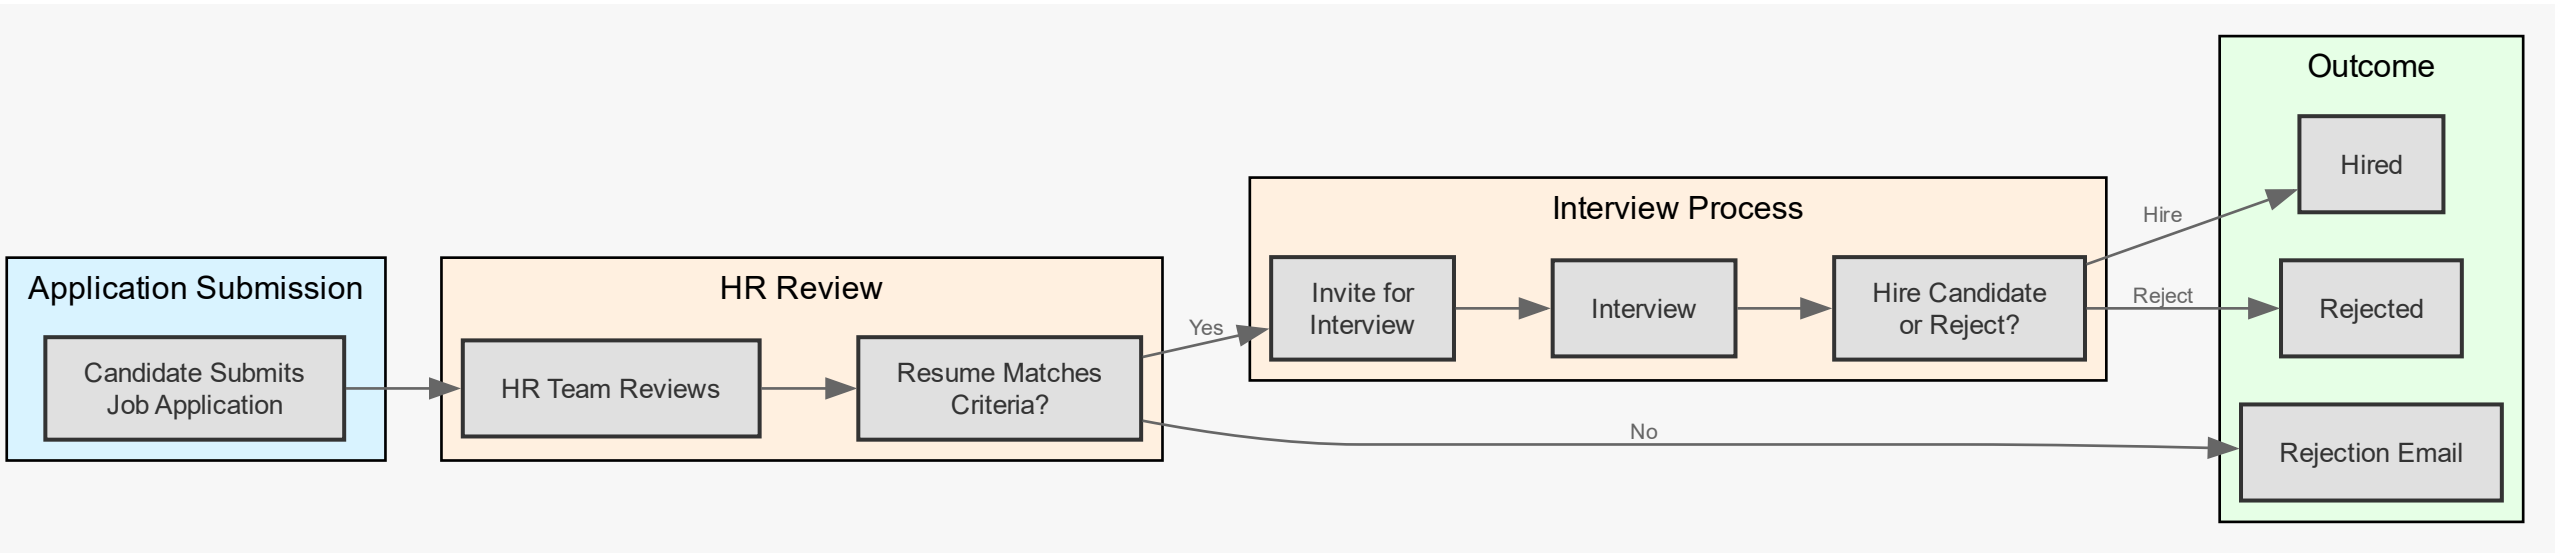 Application Submission
Candidate Submits
Job Application
HR Review
HR Team Reviews
Resume Matches
Criteria?
Yes
No
Interview Process
Invite for
Interview
Interview
Hire Candidate
or Reject?
Hire
Reject
Outcome
Hired
Rejected
Rejection Email